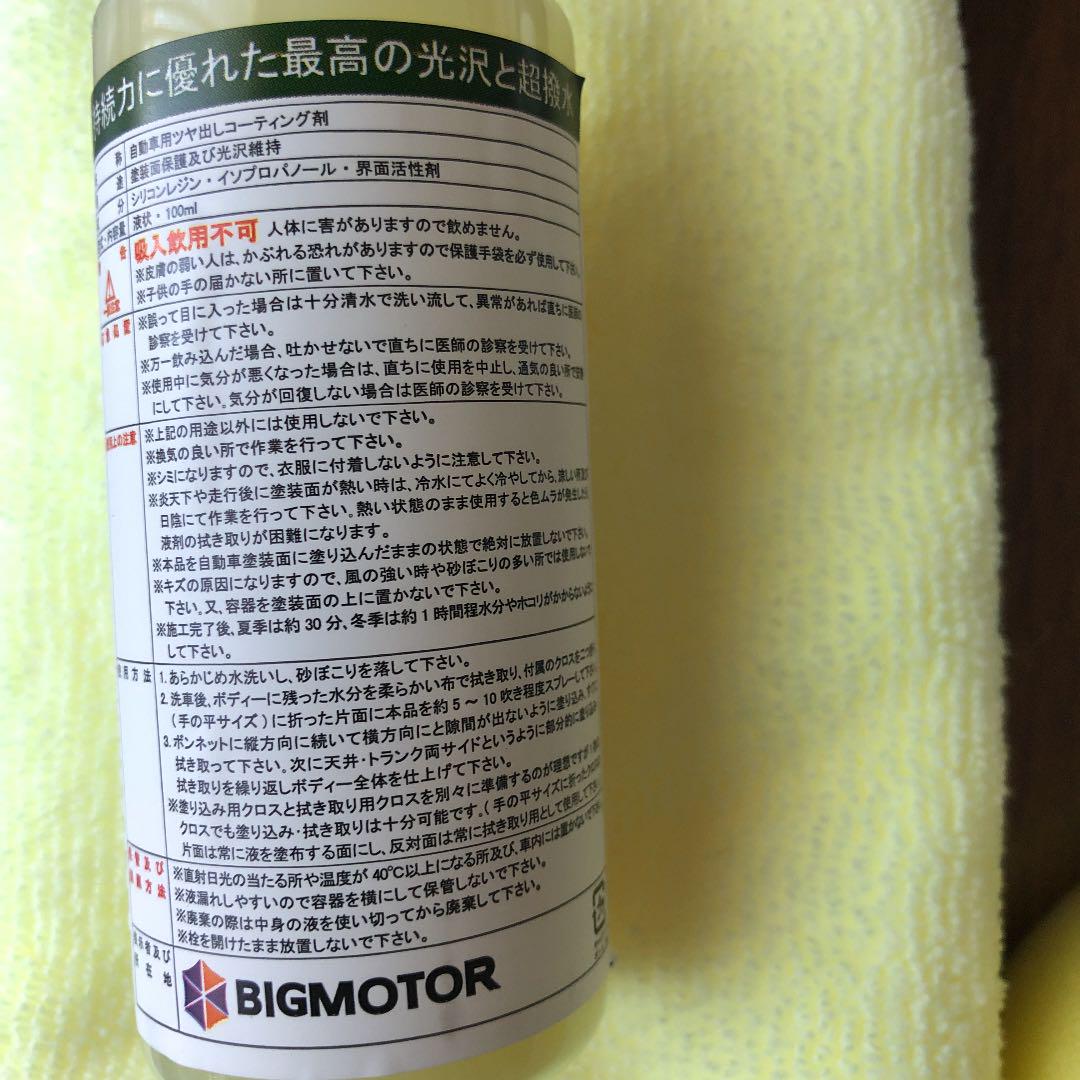 持続力に優れた最高の光沢と超撥水
称 自動車用ツヤ出しコーティング剤
途 塗装面保護及び光沢維持
分 シリコンレジン・イソプロパノール・界面活性剤
・内容量 液状・100ml
告 吸入飲用不可 人体に害がありますので飲めません。
※皮膚の弱い人は、かぶれる恐れがありますので保護手袋を必ず使用して下さい。
※子供の手の届かない所に置いて下さい。
処置 ※誤って目に入った場合は十分清水で洗い流して、異常があれば直ちに医師の
診察を受けて下さい。
※万一飲み込んだ場合、吐かせないで直ちに医師の診察を受けて下さい。
※使用中に気分が悪くなった場合は、直ちに使用を中止し、通気の良い所で安静
にして下さい。気分が回復しない場合は医師の診察を受けて下さい。
上の注意 ※上記の用途以外には使用しないで下さい。
※換気の良い所で作業を行って下さい。
※シミになりますので、衣服に付着しないように注意して下さい。
※炎天下や走行後に塗装面が熱い時は、冷水にてよく冷やしてから、涼しい所及び
日陰にて作業を行って下さい。熱い状態のまま使用すると色ムラが発生したり、
液剤の拭き取りが困難になります。
※本品を自動車塗装面に塗り込んだままの状態で絶対に放置しないで下さい。
※キズの原因になりますので、風の強い時や砂ぼこりの多い所では使用しないで
下さい。又、容器を塗装面の上に置かないで下さい。
※施工完了後、夏季は約30分、冬季は約1時間程水分やホコリがかからないように
して下さい。
使用方法 1.あらかじめ水洗いし、砂ぼこりを落して下さい。
2.洗車後、ボディーに残った水分を柔らかい布で拭き取り、付属のクロスを二つ折り
(手の平サイズ)に折った片面に本品を約5～10吹き程度スプレーして下さい。
3.ボンネットに縦方向に続いて横方向にと隙間が出ないように塗り込み、すぐに
拭き取って下さい。次に天井・トランク両サイドというように部分的に塗り込み
拭き取りを繰り返しボディー全体を仕上げて下さい。
※塗り込み用クロスと拭き取り用クロスを別々に準備するのが理想ですが
クロスでも塗り込み・拭き取りは十分可能です。(手の平サイズに折ったクロスの
片面は常に液を塗布する面にし、反対面は常に拭き取り用として使用して
管及び
方法 ※直射日光の当たる所や温度が40℃以上になる所及び、車内には置かないで下さい
※液漏れしやすいので容器を横にして保管しないで下さい。
※廃棄の際は中身の液を使い切ってから廃棄して下さい。
※栓を開けたまま放置しないで下さい。
表示者及び
所在地 BIGMOTOR